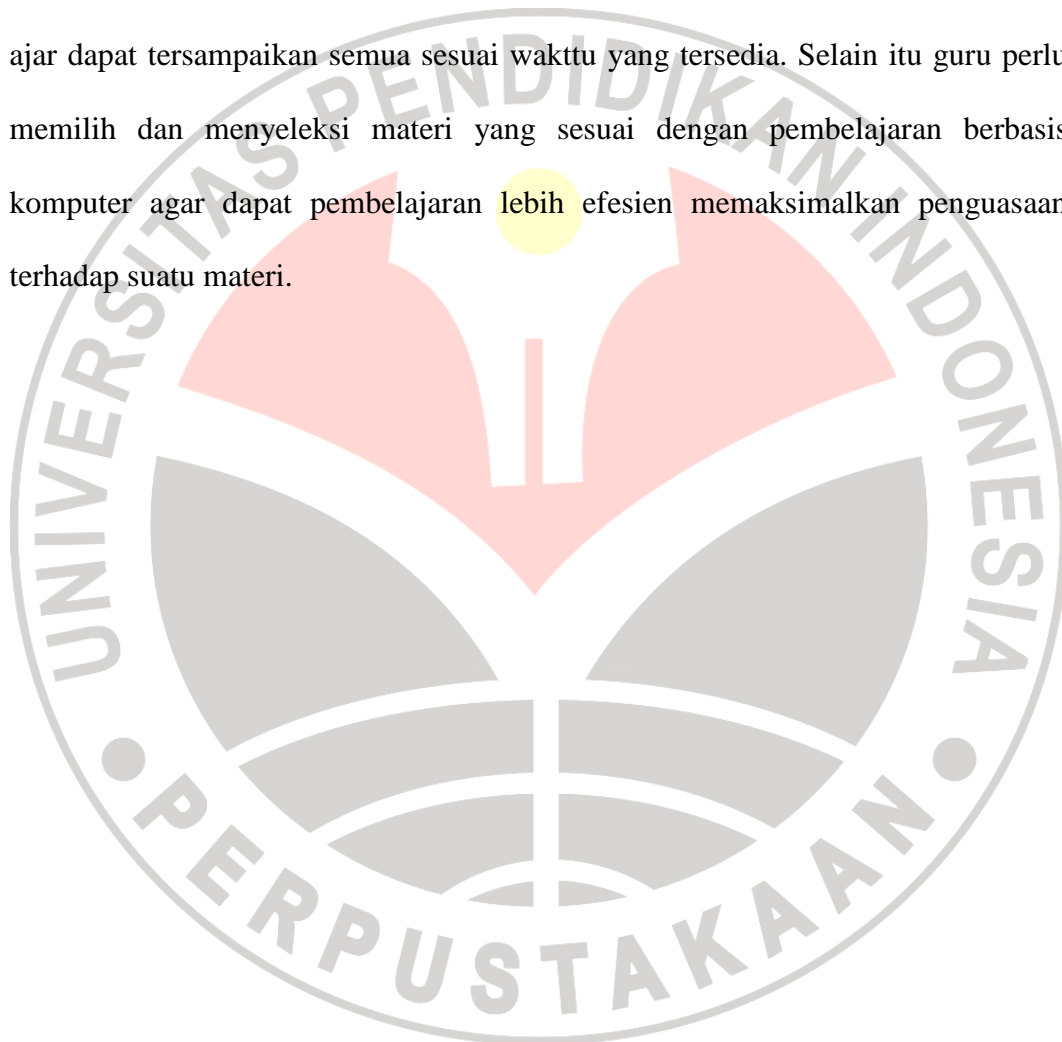 ajar dapat tersampaikan semua sesuai wakttu yang tersedia. Selain itu guru perlu
memilih dan menyeleksi materi yang sesuai dengan pembelajaran berbasis
komputer agar dapat pembelajaran lebih efesien memaksimalkan penguasaan
terhadap suatu materi.
UNIVERSITAS PENDIDIKAN INDONESIA
PERPUSTAKAAN